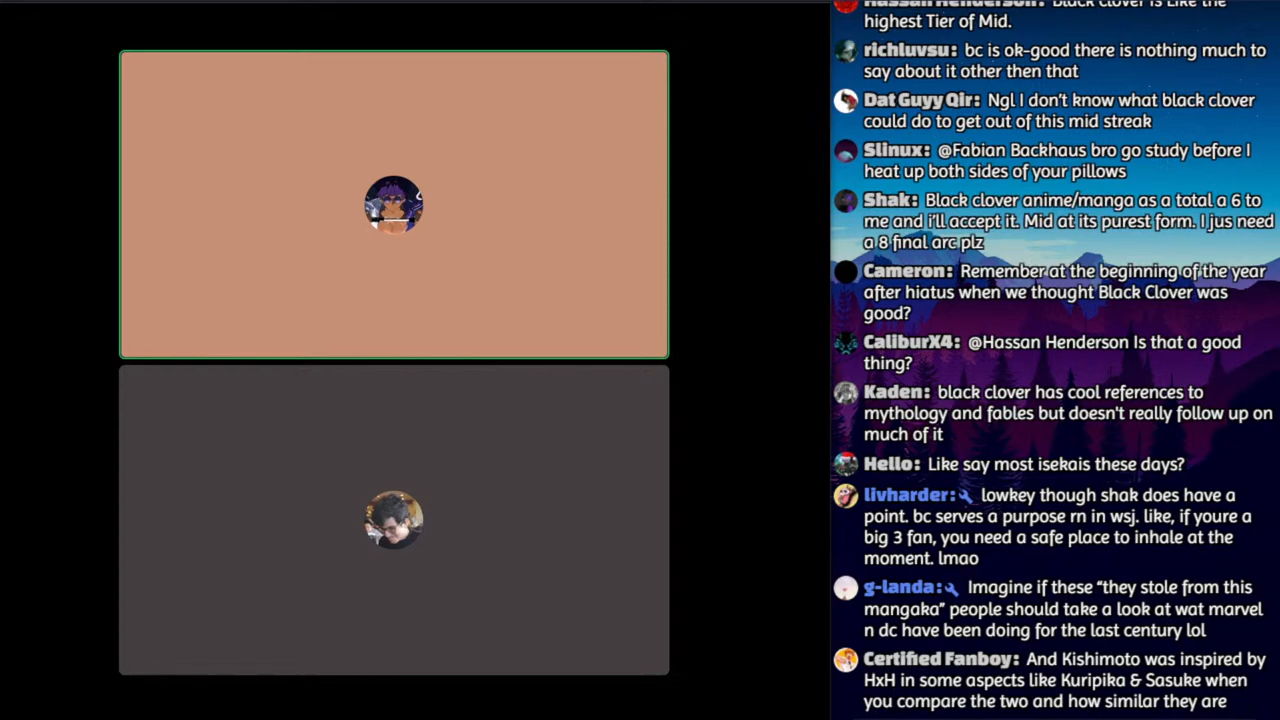 Hassan Henderson: Black clover is Like the
highest Tier of Mid.
richluvsu: bc is ok-good there is nothing much to
say about it other then that
Dat Guyy Qir: Ngl I don't know what black clover
could do to get out of this mid streak
Slinux: @Fabian Backhaus bro go study before I
heat up both sides of your pillows
Shak: Black clover anime/manga as a total a 6 to
me and i'll accept it. Mid at its purest form. I jus need
a 8 final arc plz
Cameron: Remember at the beginning of the year
after hiatus when we thought Black Clover was
good?
CaliburX4: @Hassan Henderson Is that a good
thing?
Kaden: black clover has cool references to
mythology and fables but doesn't really follow up on
much of it
Hello: Like say most isekais these days?
livharder: lowkey though shak does have a
point. bc serves a purpose rn in wsj. like, if youre a
big 3 fan, you need a safe place to inhale at the
moment. lmao
g-landa: Imagine if these “they stole from this
mangaka” people should take a look at wat marvel
n dc have been doing for the last century lol
Certified Fanboy: And Kishimoto was inspired by
HxH in some aspects like Kuripika & Sasuke when
you compare the two and how similar they are